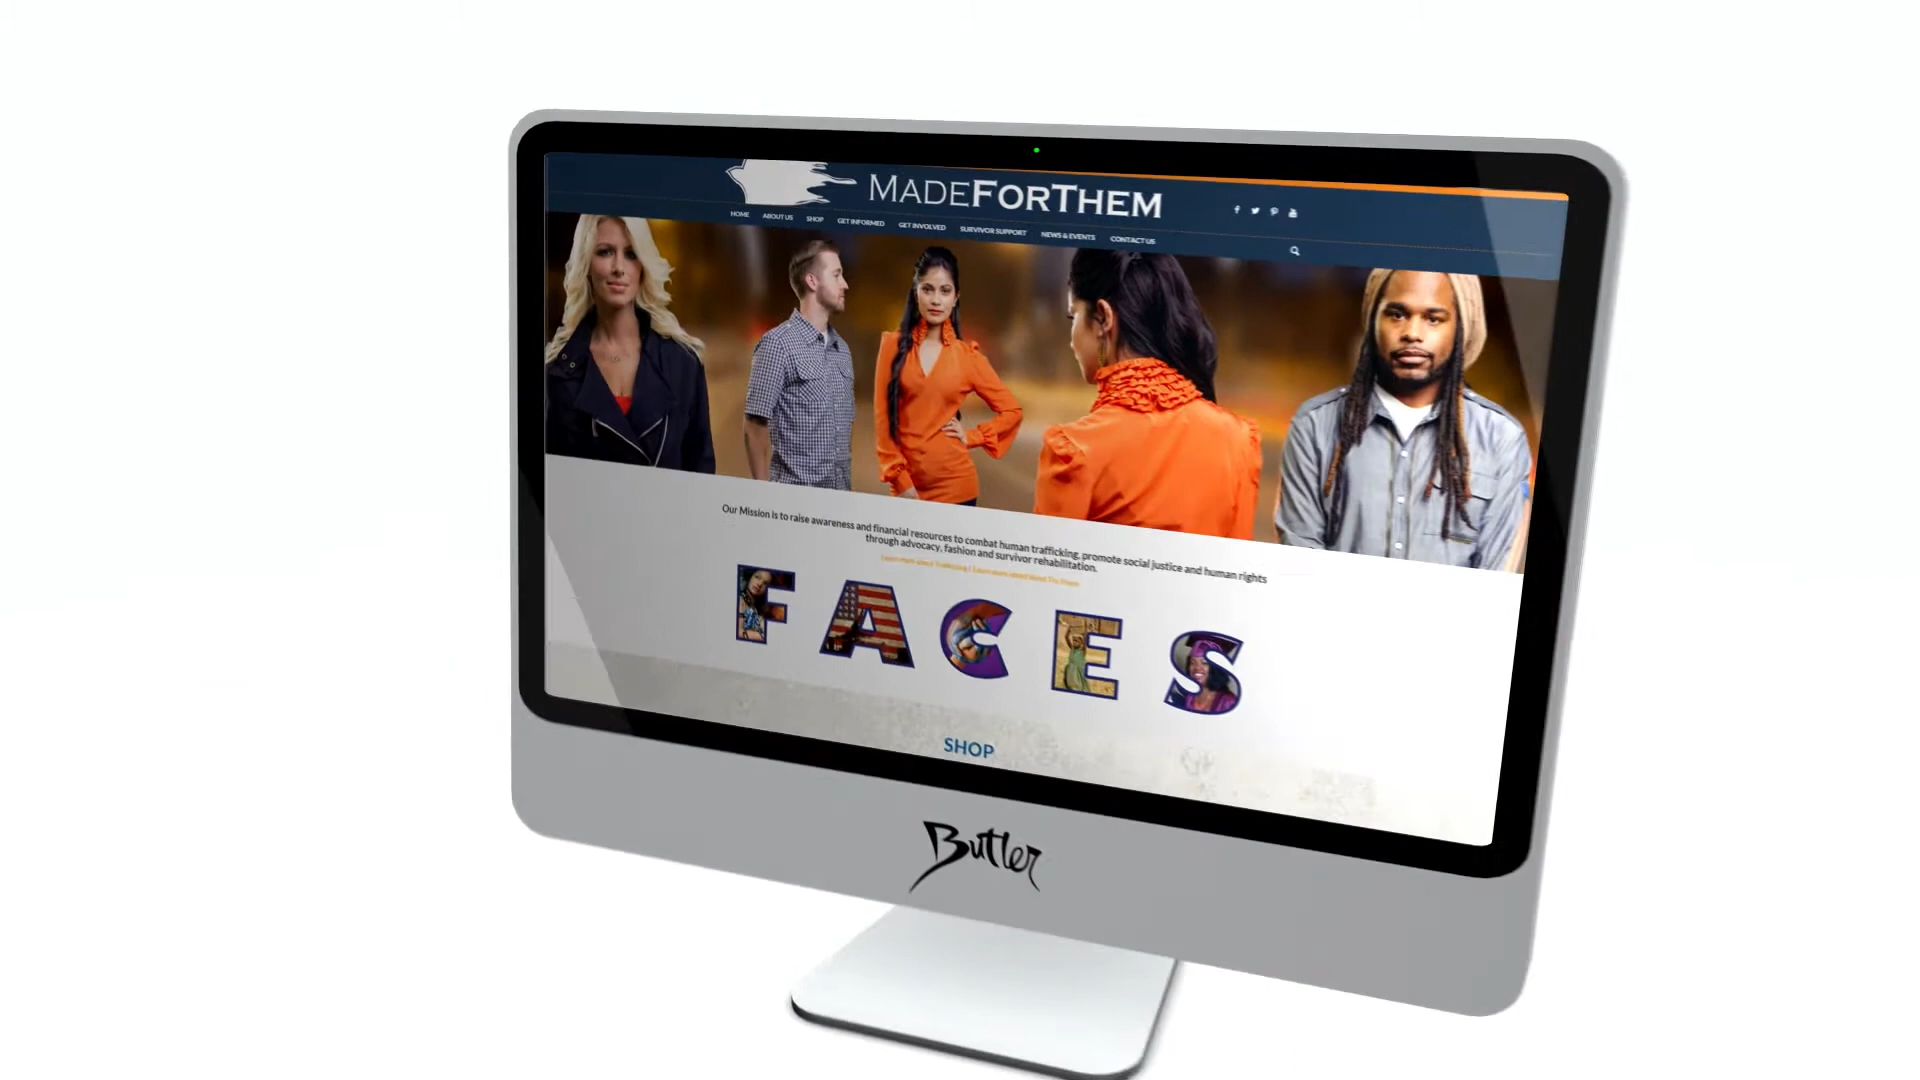 MADEFORTHEM
HOME ABOUT US SHOP GET INFORMED GET INVOLVED SURVIVOR SUPPORT NEWS & EVENTS CONTACT US
Our Mission is to raise awareness and financial resources to combat human trafficking, promote social justice and human rights
through advocacy, fashion and survivor rehabilitation.
FACES
SHOP
Butler